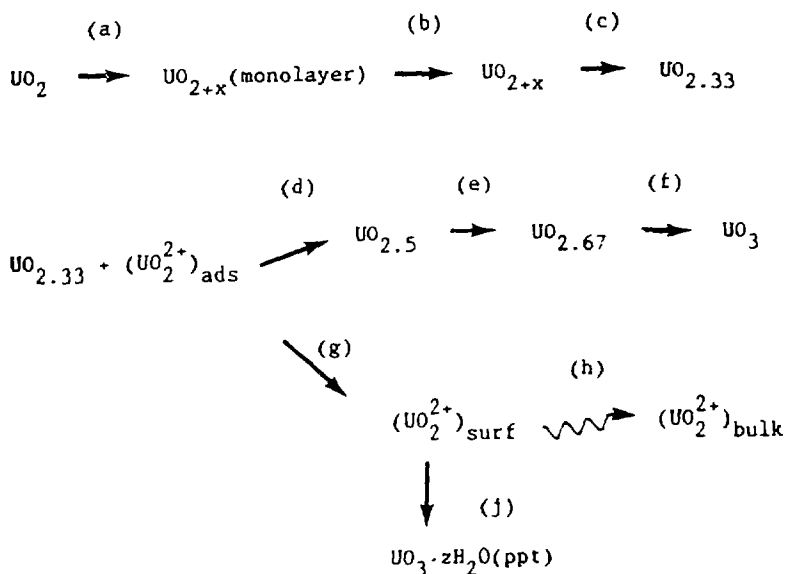 (a) (b) (c)
UO2 → UO2+x(monolayer) → UO2+x → UO2.33
(d) (e) (f)
UO2.33 + (UO2^2+)ads → UO2.5 → UO2.67 → UO3
(g) (h)
(UO2^2+)surf → (UO2^2+)bulk
(j)
UO3·zH2O(ppt)